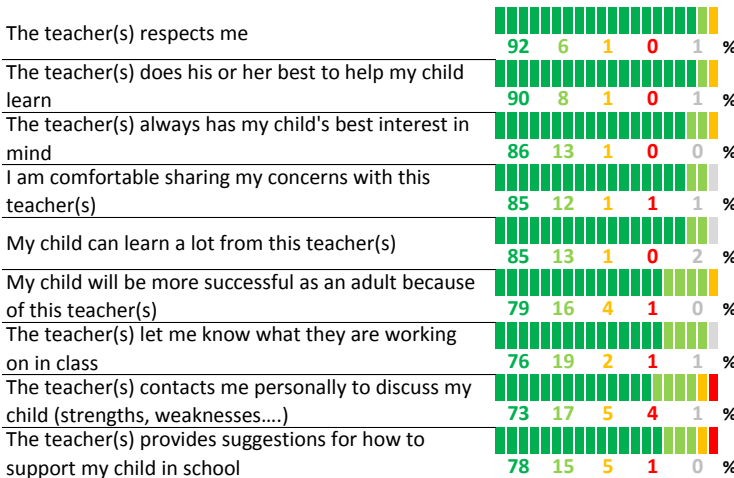 The teacher(s) respects me
92 6 1 0 1 %
The teacher(s) does his or her best to help my child
learn
90 8 1 0 1 %
The teacher(s) always has my child's best interest in
mind
86 13 1 0 0 %
I am comfortable sharing my concerns with this
teacher(s)
85 12 1 1 1 %
My child can learn a lot from this teacher(s)
85 13 1 0 2 %
My child will be more successful as an adult because
of this teacher(s)
79 16 4 1 0 %
The teacher(s) let me know what they are working
on in class
76 19 2 1 1 %
The teacher(s) contacts me personally to discuss my
child (strengths, weaknesses....)
73 17 5 4 1 %
The teacher(s) provides suggestions for how to
support my child in school
78 15 5 1 0 %